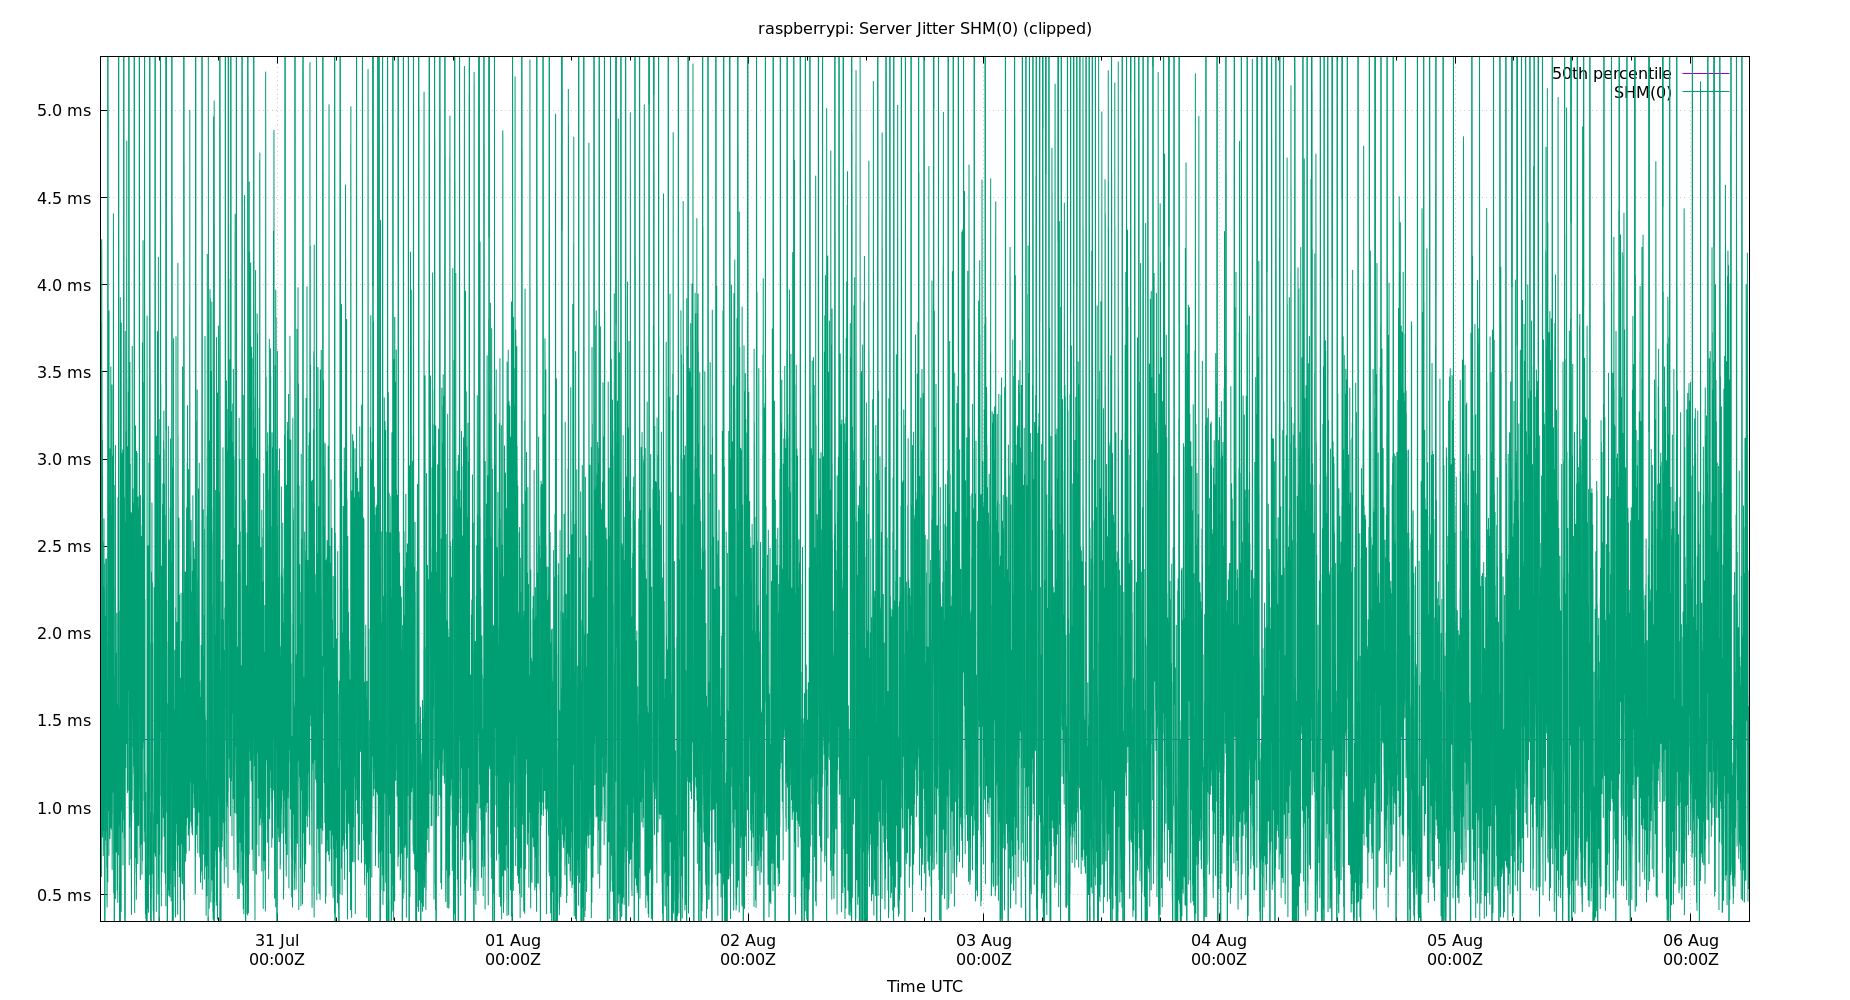 raspberrypi: Server Jitter SHM(0) (clipped)
50th percentile
SHM(0)
5.0 ms
4.5 ms
4.0 ms
3.5 ms
3.0 ms
2.5 ms
2.0 ms
1.5 ms
1.0 ms
0.5 ms
31 Jul 01 Aug 02 Aug 03 Aug 04 Aug 05 Aug 06 Aug
00:00Z 00:00Z 00:00Z 00:00Z 00:00Z 00:00Z 00:00Z
Time UTC